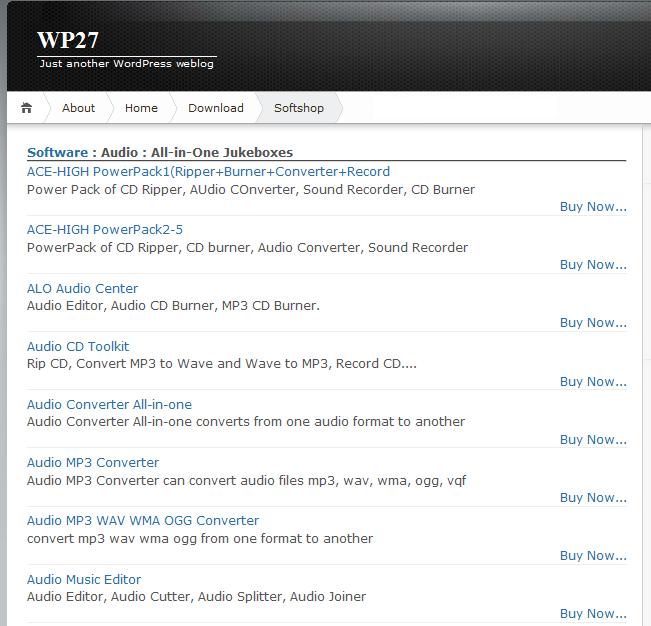 WP27
Just another WordPress weblog
About Home Download Softshop
Software : Audio : All-in-One Jukeboxes
ACE-HIGH PowerPack1(Ripper+Burner+Converter+Record
Power Pack of CD Ripper, AUdio COnverter, Sound Recorder, CD Burner
Buy Now...
ACE-HIGH PowerPack2-5
PowerPack of CD Ripper, CD burner, Audio Converter, Sound Recorder
Buy Now...
ALO Audio Center
Audio Editor, Audio CD Burner, MP3 CD Burner.
Buy Now...
Audio CD Toolkit
Rip CD, Convert MP3 to Wave and Wave to MP3, Record CD....
Buy Now...
Audio Converter All-in-one
Audio Converter All-in-one converts from one audio format to another
Buy Now...
Audio MP3 Converter
Audio MP3 Converter can convert audio files mp3, wav, wma, ogg, vqf
Buy Now...
Audio MP3 WAV WMA OGG Converter
convert mp3 wav wma ogg from one format to another
Buy Now...
Audio Music Editor
Audio Editor, Audio Cutter, Audio Splitter, Audio Joiner
Buy Now...